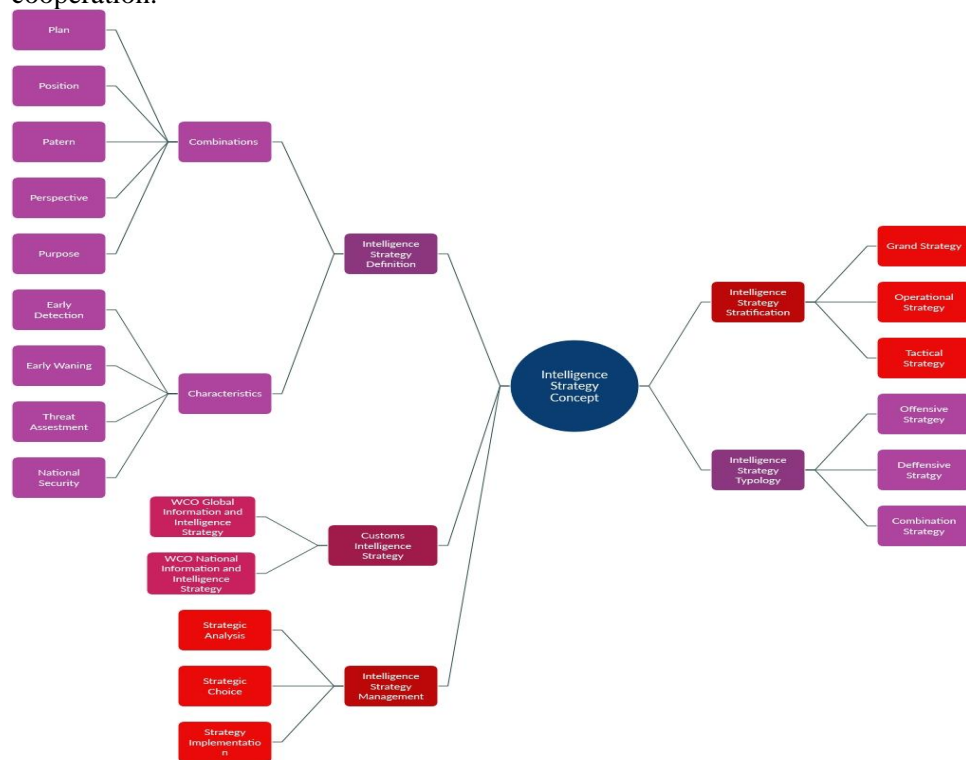 cooperation.
Plan
Position
Patern
Perspective
Purpose
Combinations
Early
Detection
Early Waning
Threat
Assestment
National
Security
Characteristics
Intelligence
Strategy
Definition
WCO Global
Information and
Intelligence
Strategy
WCO National
Information and
Intelligence
Strategy
Customs
Intelligence
Strategy
Strategic
Analysis
Strategic
Choice
Strategy
Implementatio
n
Intelligence
Strategy
Management
Intelligence
Strategy
Concept
Intelligence
Strategy
Stratification
Grand Strategy
Operational
Strategy
Tactical
Strategy
Intelligence
Strategy
Typology
Offensive
Stratgey
Deffensive
Stratgy
Combination
Strategy